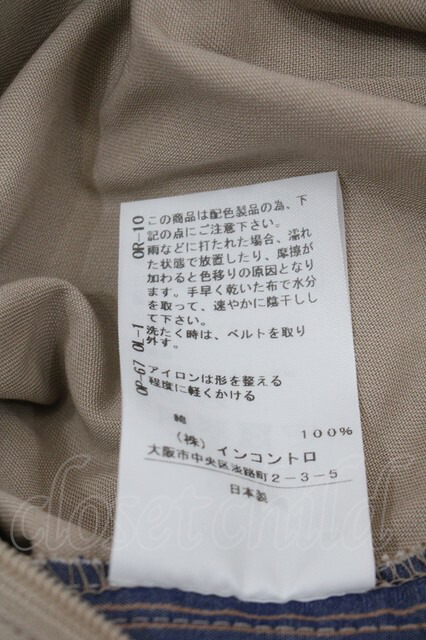 OR-10
この商品は配色製品の為、下
記の点にご注意下さい。
雨などに打たれた場合、濡れ
た状態で放置したり、摩擦が
加わると色移りの原因となり
ます。手早く乾いた布で水分
を取って、速やかに陰干しし
て下さい。
OL-1
洗たく時は、ベルトを取り
外す。
OP-67
アイロンは形を整える
程度に軽くかける
綿 100%
(株) インコントロ
大阪市中央区淡路町2-3-5
日本製
closetchild